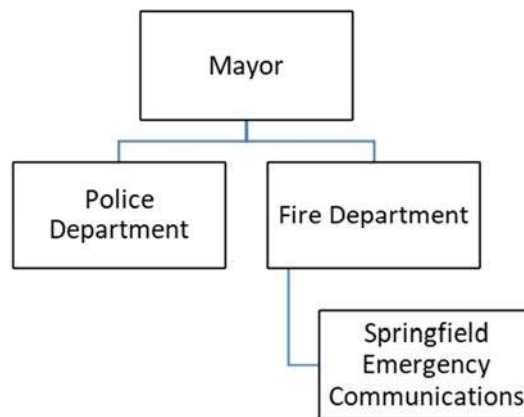 Mayor
Police
Department
Fire Department
Springfield
Emergency
Communications